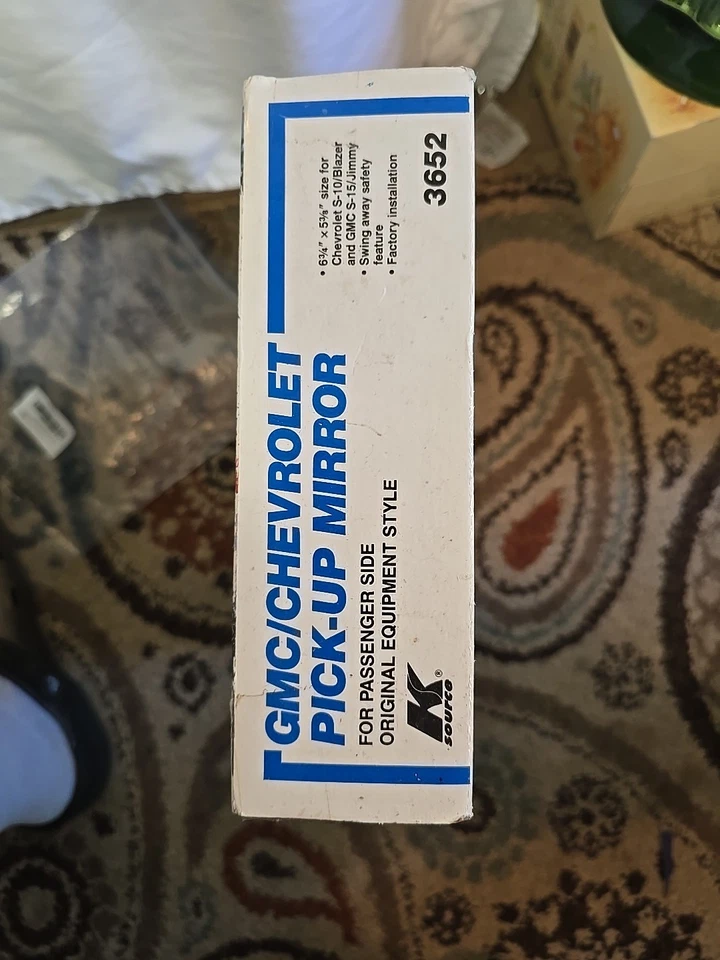 GMC/CHEVROLET
PICK-UP MIRROR
FOR PASSENGER SIDE
ORIGINAL EQUIPMENT STYLE
K SOURCE®
• 6¾" x 5⅜" size for
Chevrolet S-10/Blazer
and GMC S-15/Jimmy
• Swing away safety
feature
• Factory installation
3652